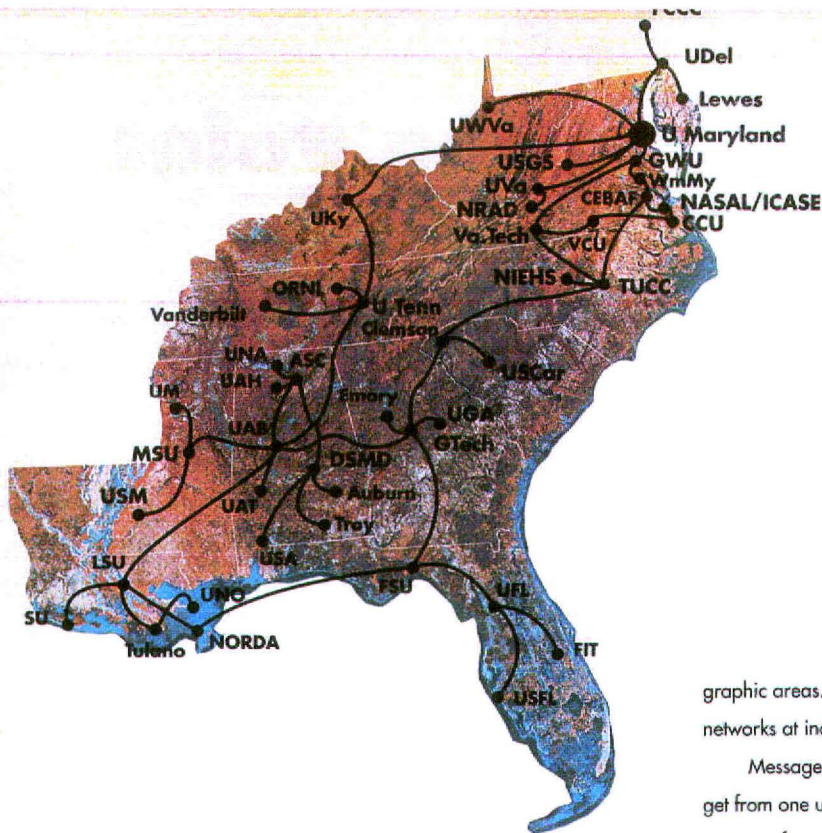 UDel
Lewes
UWVa
U Maryland
USGS
GWU
UVa
WmMy
CEBAF
NASAL/ICASE
NRAD
CCU
UKy
Va.Tech
VCU
NIEHS
TUCC
ORNL
Vanderbilt
U.Tenn
Clemson
UNA
ASC
USCar
UAH
UM
Emory
UGA
UAB
GTech
MSU
DSMD
USM
UAT
Auburn
Troy
USA
LSU
FSU
UNO
UFL
SU
Tulane
NORDA
FIT
USFL
graphic areas.
networks at
Message
get from one